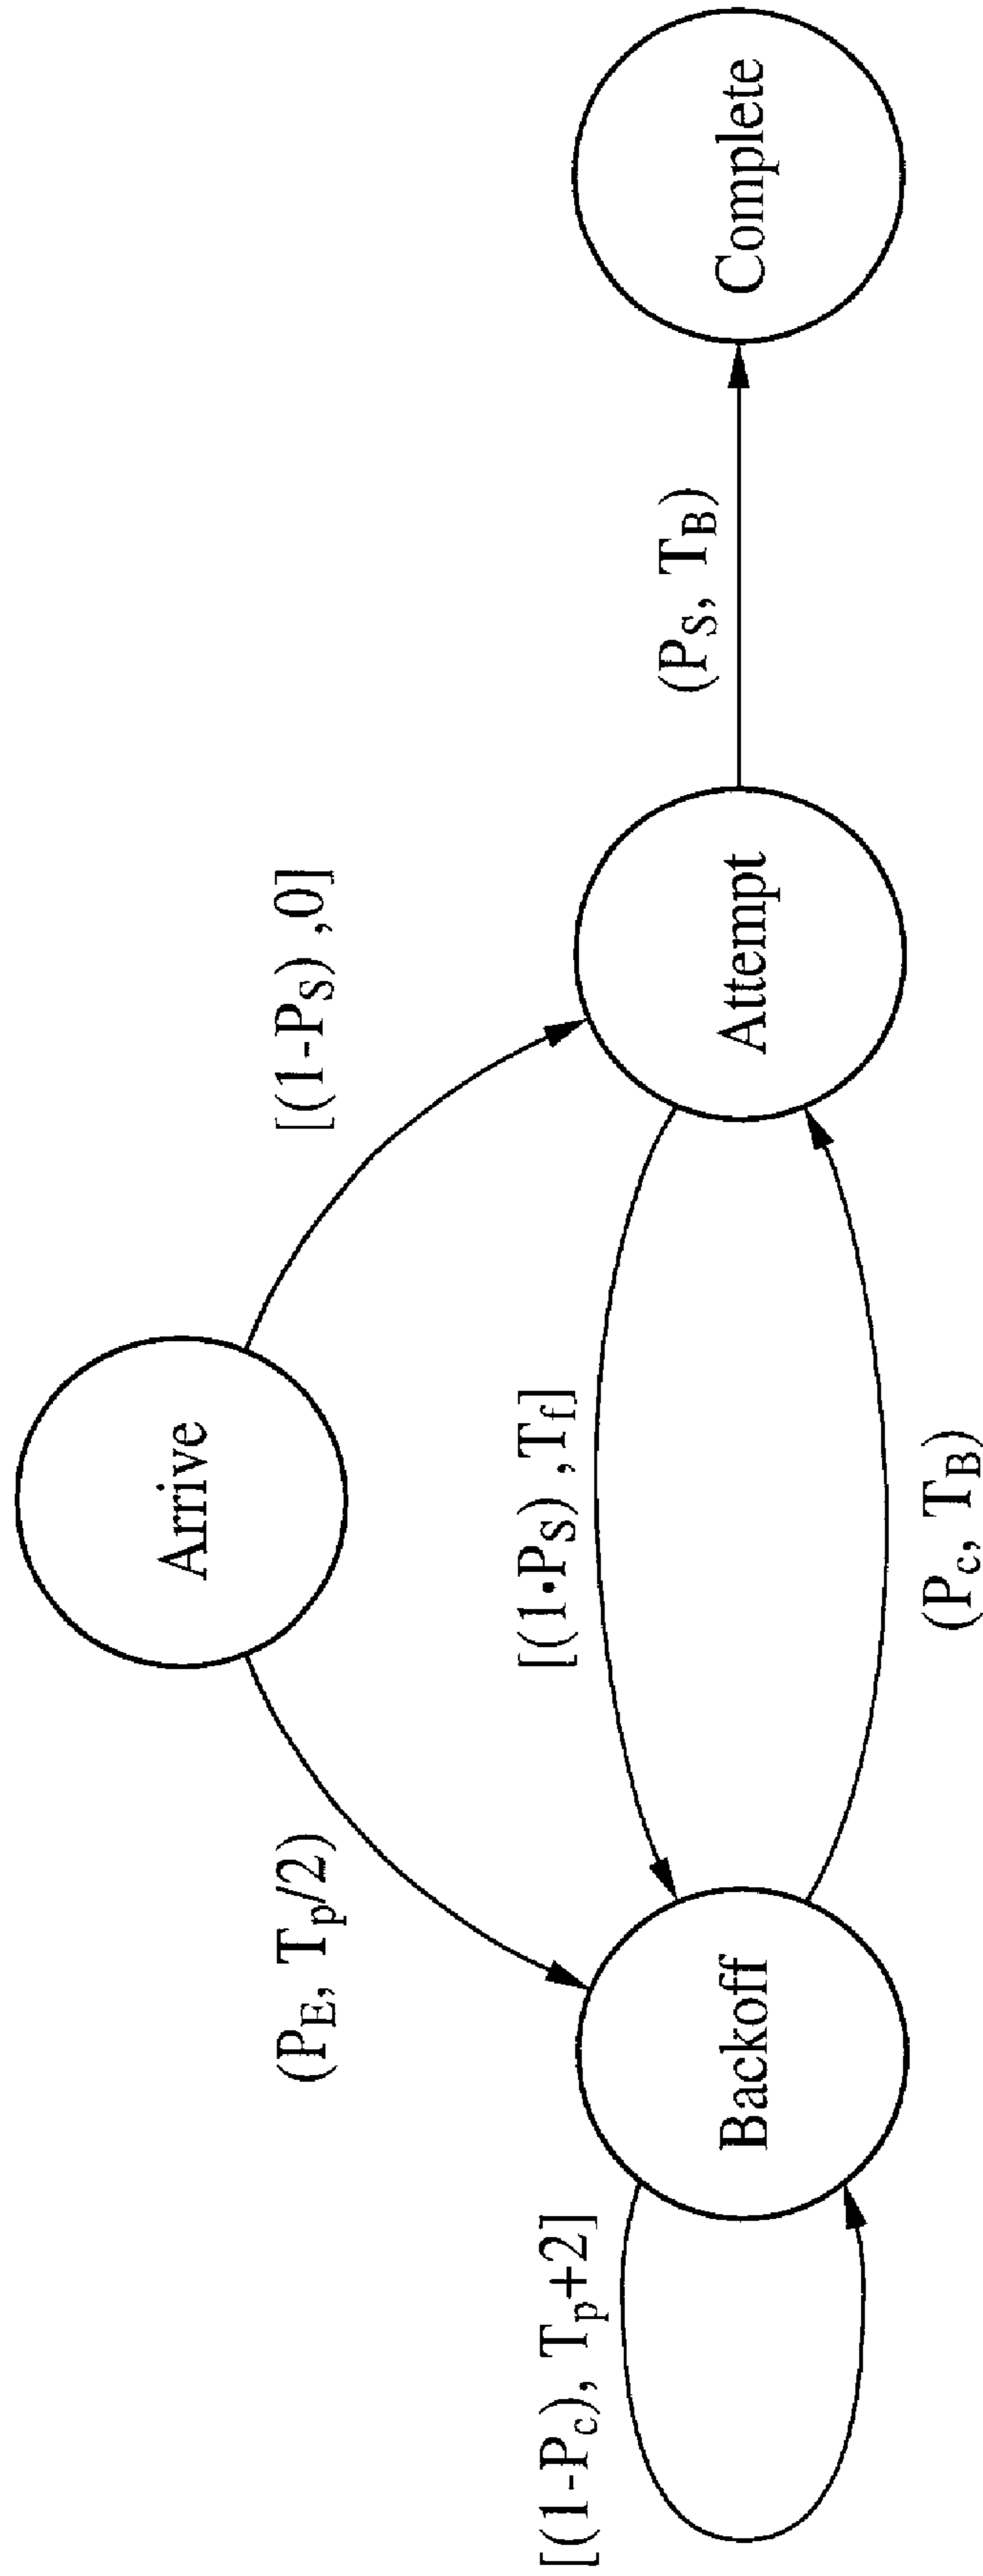 Arrive
(P_E, T_p/2)
[(1-P_S) ,0]
[(1-P_c), T_p+2]
[(1•P_S) ,T_f]
Backoff
Attempt
(P_S, T_B)
Complete
(P_c, T_B)